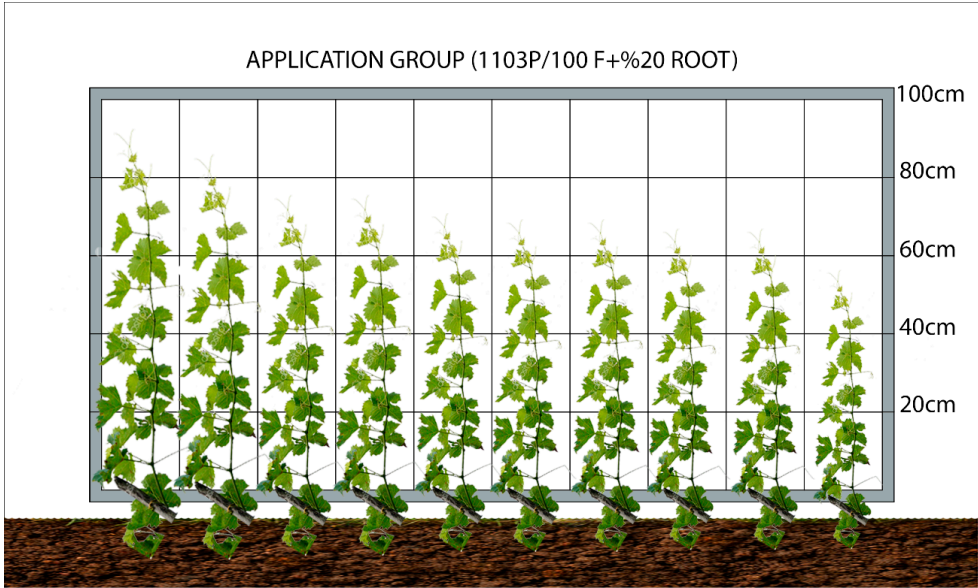 APPLICATION GROUP (1103P/100 F+%20 ROOT)
100cm
80cm
60cm
40cm
20cm